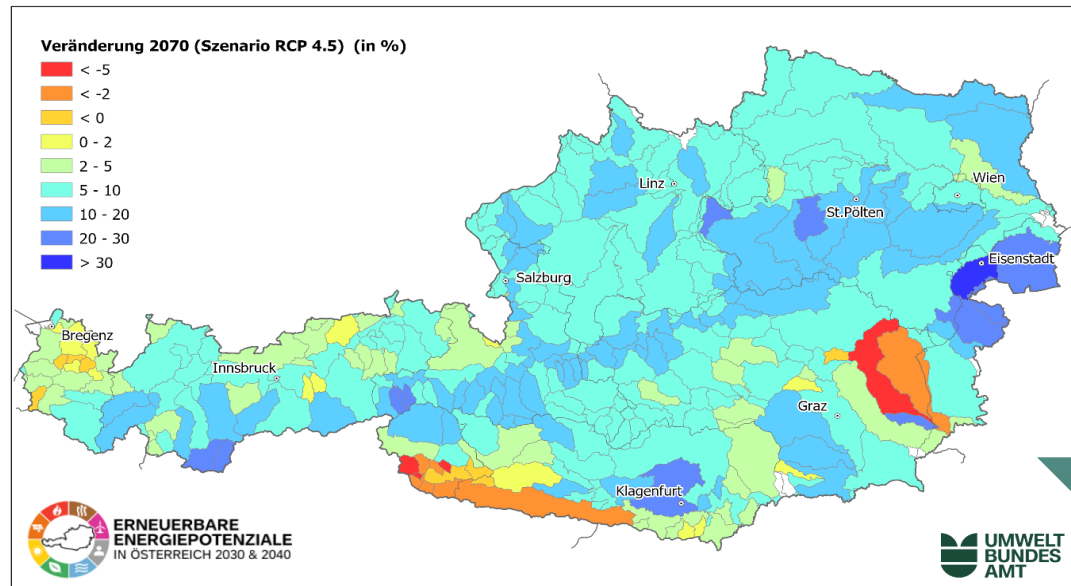 Veränderung 2070 (Szenario RCP 4.5) (in %)
< -5
< -2
< 0
0 - 2
2 - 5
5 - 10
10 - 20
20 - 30
> 30
Linz
Wien
St.Pölten
Eisenstadt
Salzburg
Bregenz
Innsbruck
Graz
Klagenfurt
ERNEUERBARE
ENERGIEPOTENZIALE
IN ÖSTERREICH 2030 & 2040
UMWELT
BUNDES
AMT